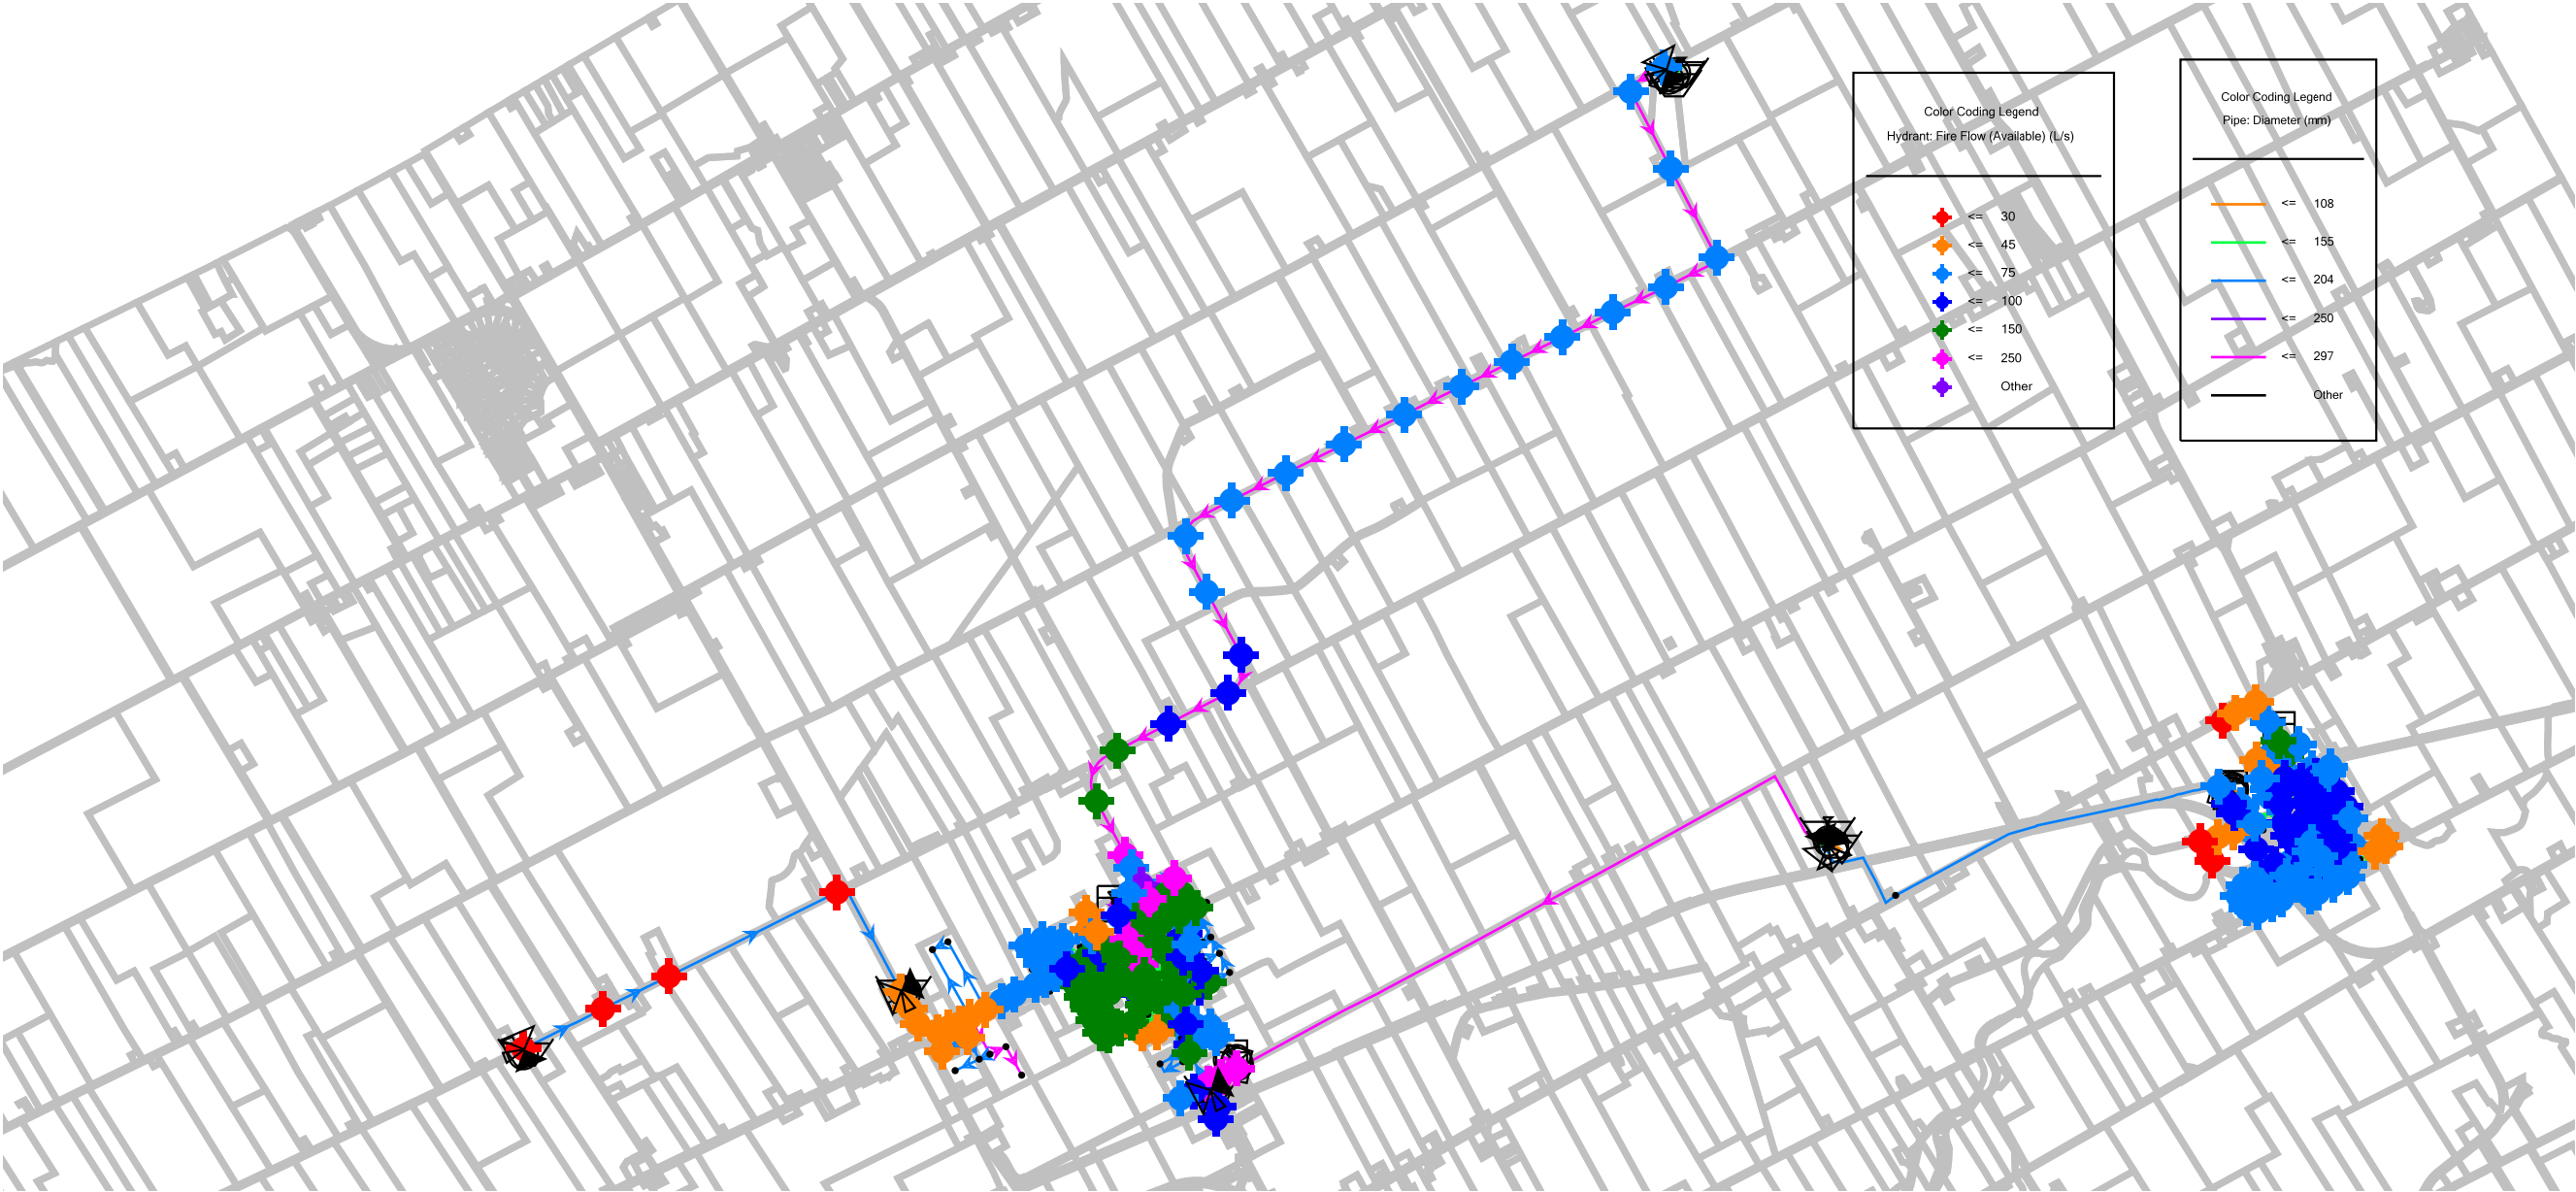 Color Coding Legend
Hydrant: Fire Flow (Available) (L/s)
<= 30
<= 45
<= 75
<= 100
<= 150
<= 250
Other
Color Coding Legend
Pipe: Diameter (mm)
<= 108
<= 155
<= 204
<= 250
<= 297
Other